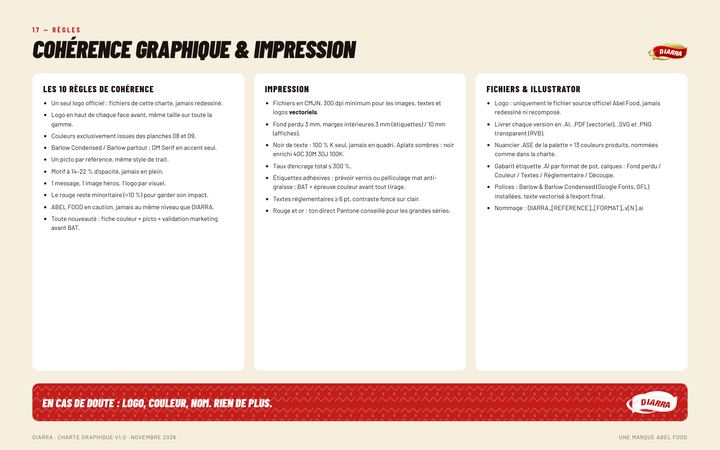 17 — RÈGLES
COHÉRENCE GRAPHIQUE & IMPRESSION
DIARRA
LES 10 RÈGLES DE COHÉRENCE
Un seul logo officiel : fichiers de cette charte, jamais redessiné.
Logo en haut de chaque face avant, même taille sur toute la
gamme.
Couleurs exclusivement issues des planches 08 et 09.
Barlow Condensed / Barlow partout ; DM Serif en accent seul.
Un picto par référence, même style de trait.
Motif à 14–22 % d'opacité, jamais en plein.
1 message, 1 image héros, 1 logo par visuel.
Le rouge reste minoritaire (≈10 %) pour garder son impact.
ABEL FOOD en caution, jamais au même niveau que DIARRA.
Toute nouveauté : fiche couleur + picto + validation marketing
avant BAT.
IMPRESSION
Fichiers en CMJN, 300 dpi minimum pour les images, textes et
logos vectoriels.
Fond perdu 3 mm, marges intérieures 3 mm (étiquettes) / 10 mm
(affiches).
Noir de texte : 100 % K seul, jamais en quadri. Aplats sombres : noir
enrichi 40C 30M 30J 100K.
Taux d'encrage total ≤ 300 %.
Étiquettes adhésives : prévoir vernis ou pelliculage mat anti-
graisse ; BAT + épreuve couleur avant tout tirage.
Textes réglementaires ≥ 6 pt, contraste foncé sur clair.
Rouge et or : ton direct Pantone conseillé pour les grandes séries.
FICHIERS & ILLUSTRATOR
Logo : uniquement le fichier source officiel Abel Food, jamais
redessiné ni recomposé.
Livrer chaque version en .AI, .PDF (vectoriel), .SVG et .PNG
transparent (RVB).
Nuancier .ASE de la palette + 13 couleurs produits, nommées
comme dans la charte.
Gabarit étiquette .AI par format de pot, calques : Fond perdu /
Couleur / Textes / Réglementaire / Découpe.
Polices : Barlow & Barlow Condensed (Google Fonts, OFL)
installées, texte vectorisé à l'export final.
Nommage : DIARRA_[REFERENCE]_[FORMAT]_v[N].ai
EN CAS DE DOUTE : LOGO, COULEUR, NOM. RIEN DE PLUS.
DIARRA
DIARRA · CHARTE GRAPHIQUE V1.0 · NOVEMBRE 2026
UNE MARQUE ABEL FOOD